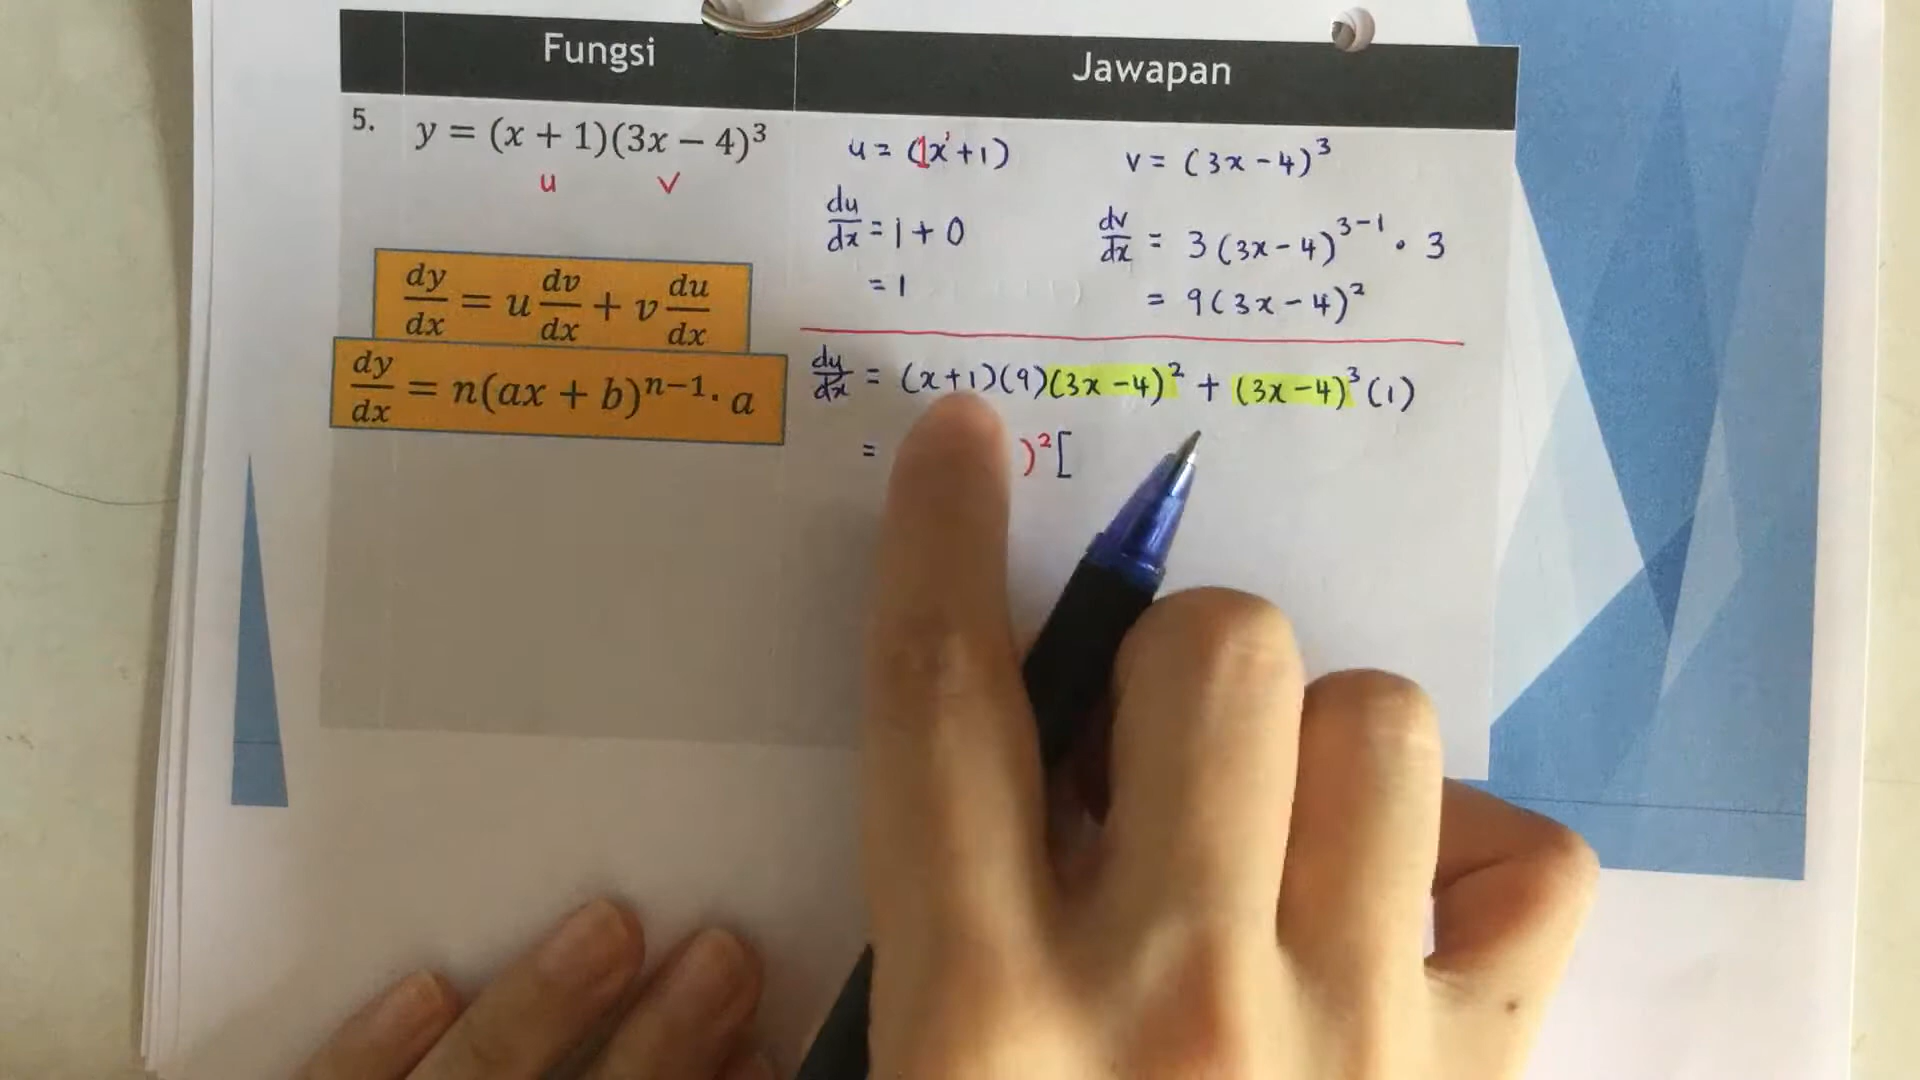 Fungsi Jawapan
5. y = (x + 1)(3x − 4)³
u v
dy/dx = u dv/dx + v du/dx
dy/dx = n(ax + b)ⁿ⁻¹. a
u = (1x¹+1) v = (3x-4)³
du/dx = 1 + 0 dv/dx = 3(3x-4)³⁻¹ • 3
= 1 = 9(3x-4)²
dy/dx = (x+1)(9)(3x-4)² + (3x-4)³(1)
= )²[